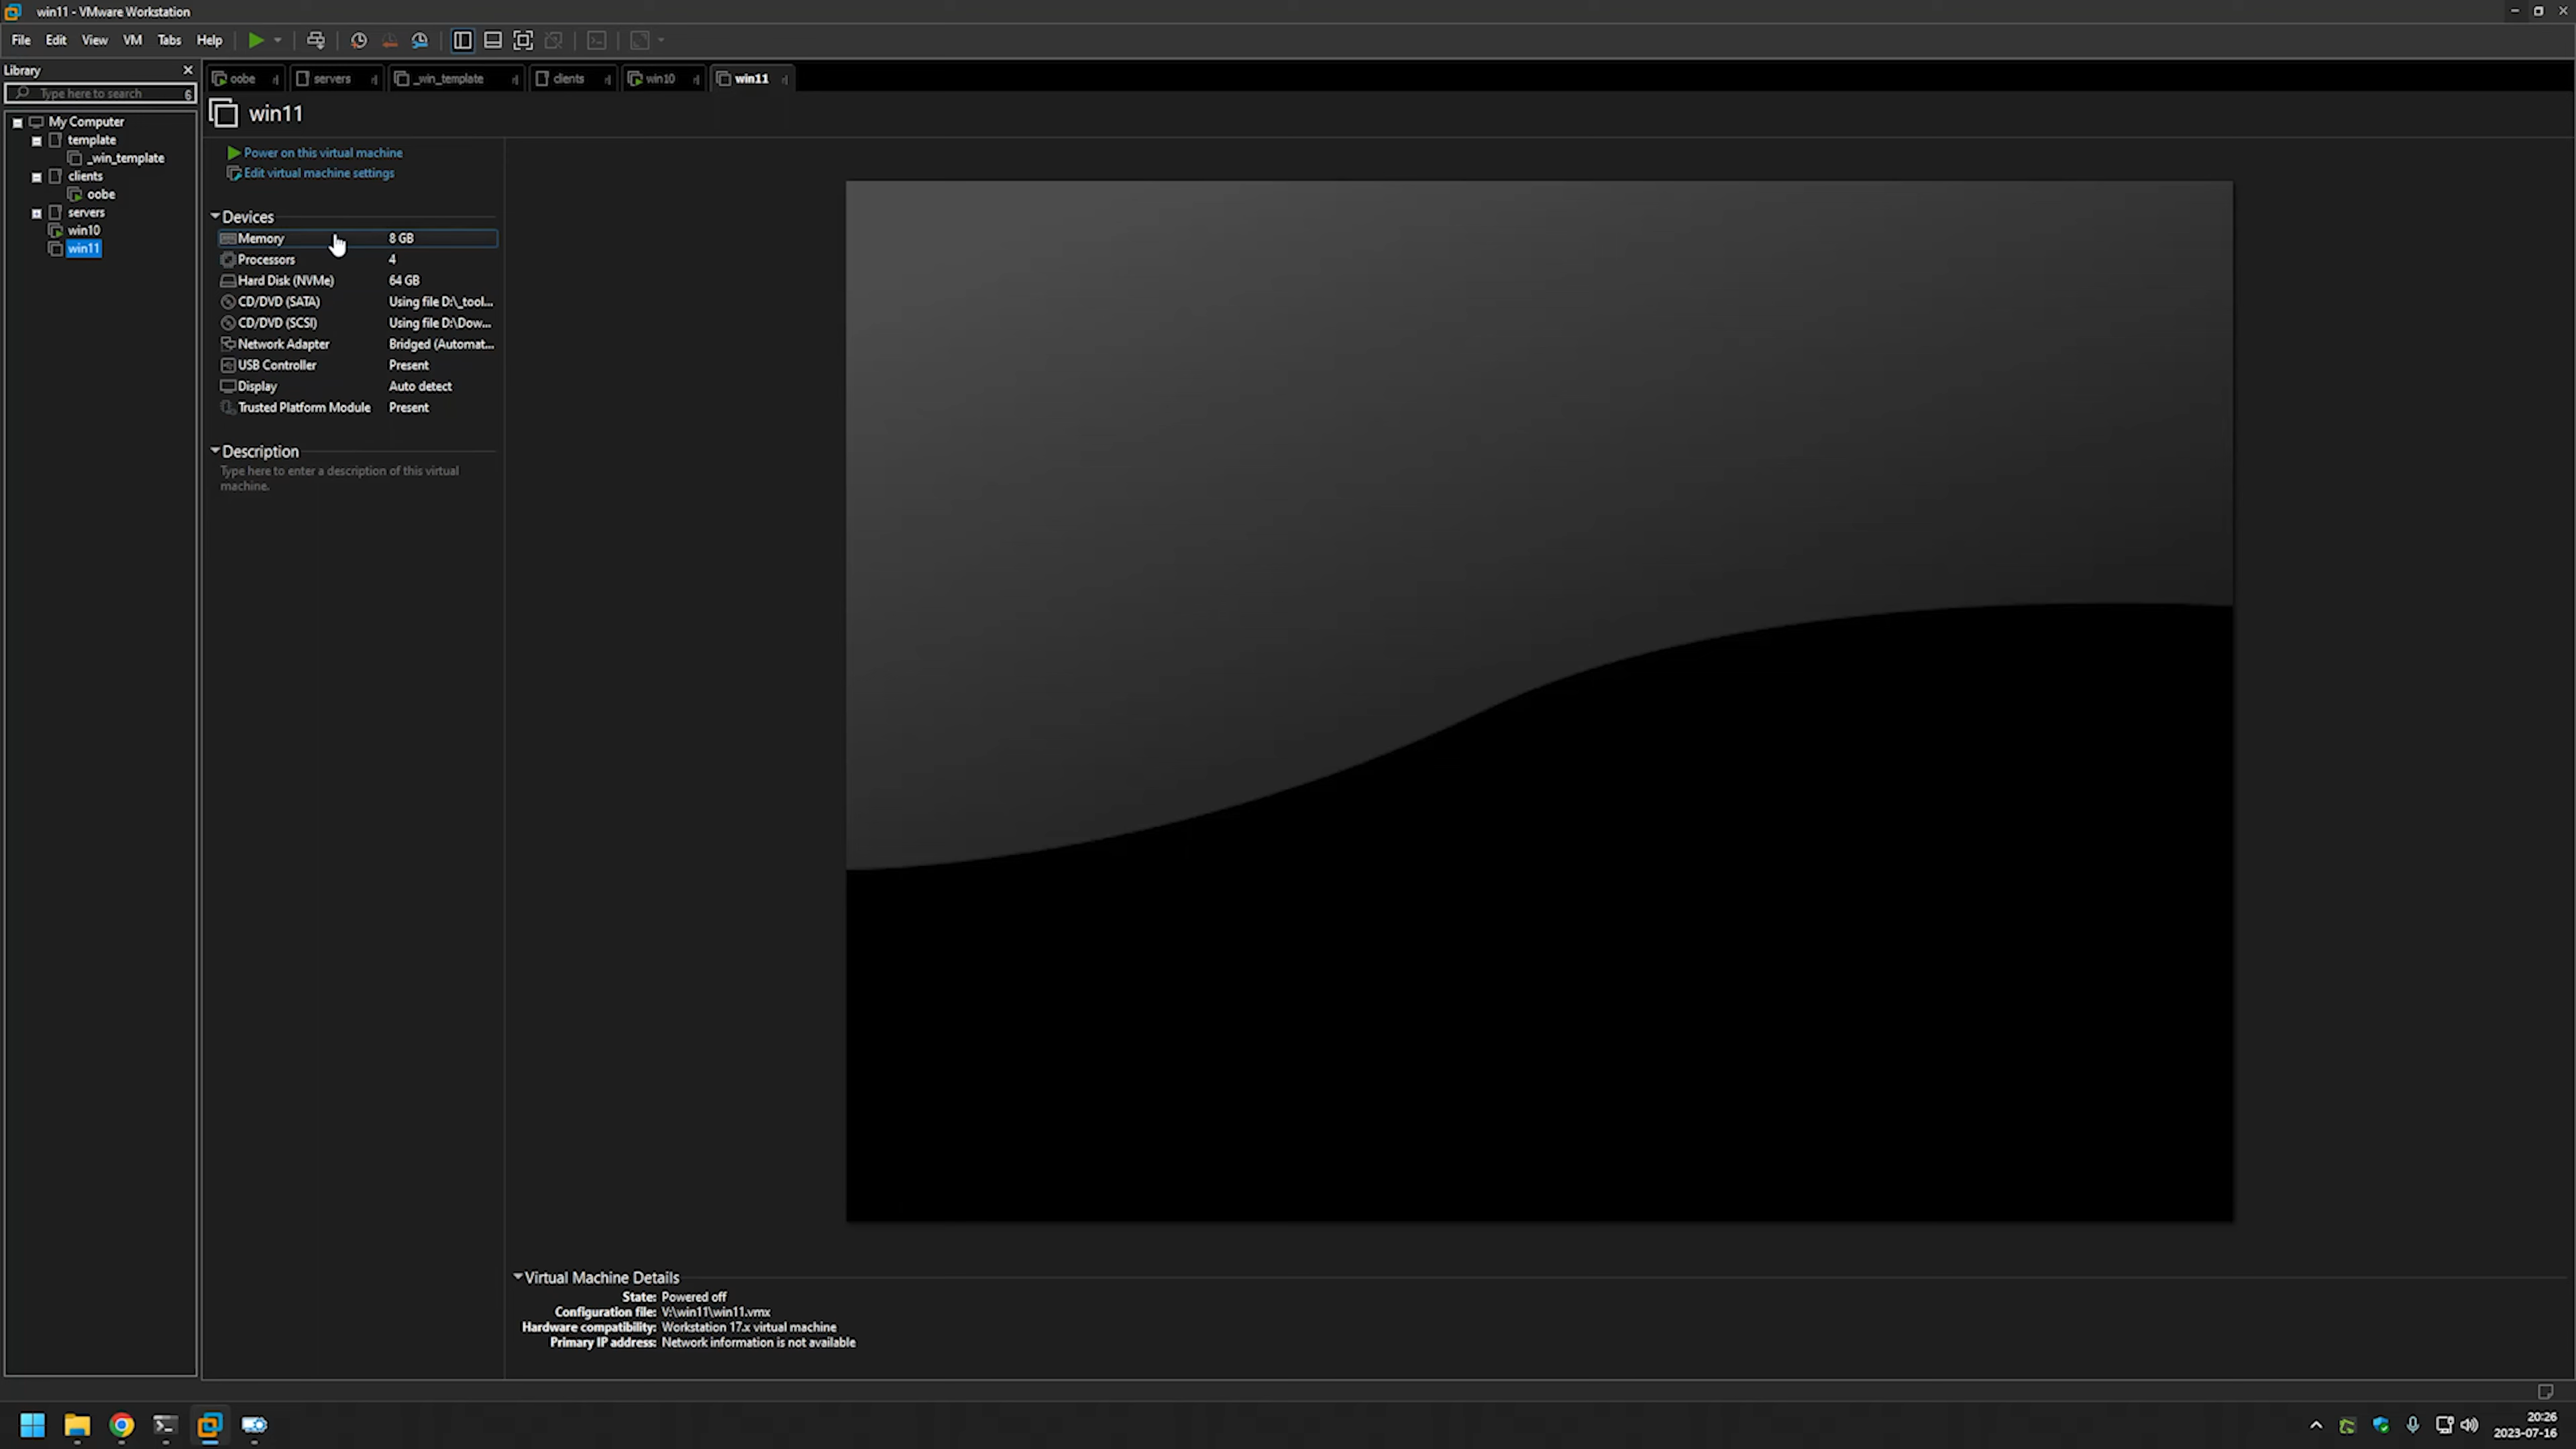 win11 - VMware Workstation
File Edit View VM Tabs Help
Library
Type here to search
My Computer
template
_win_template
clients
oobe
servers
win10
win11
oobe servers _win_template clients win10 win11
win11
Power on this virtual machine
Edit virtual machine settings
Devices
Memory 8 GB
Processors 4
Hard Disk (NVMe) 64 GB
CD/DVD (SATA) Using file D:\_tool...
CD/DVD (SCSI) Using file D:\Dow...
Network Adapter Bridged (Automat...
USB Controller Present
Display Auto detect
Trusted Platform Module Present
Description
Type here to enter a description of this virtual
machine.
Virtual Machine Details
State: Powered off
Configuration file: V:\win11\win11.vmx
Hardware compatibility: Workstation 17.x virtual machine
Primary IP address: Network information is not available
20:26
2023-07-16